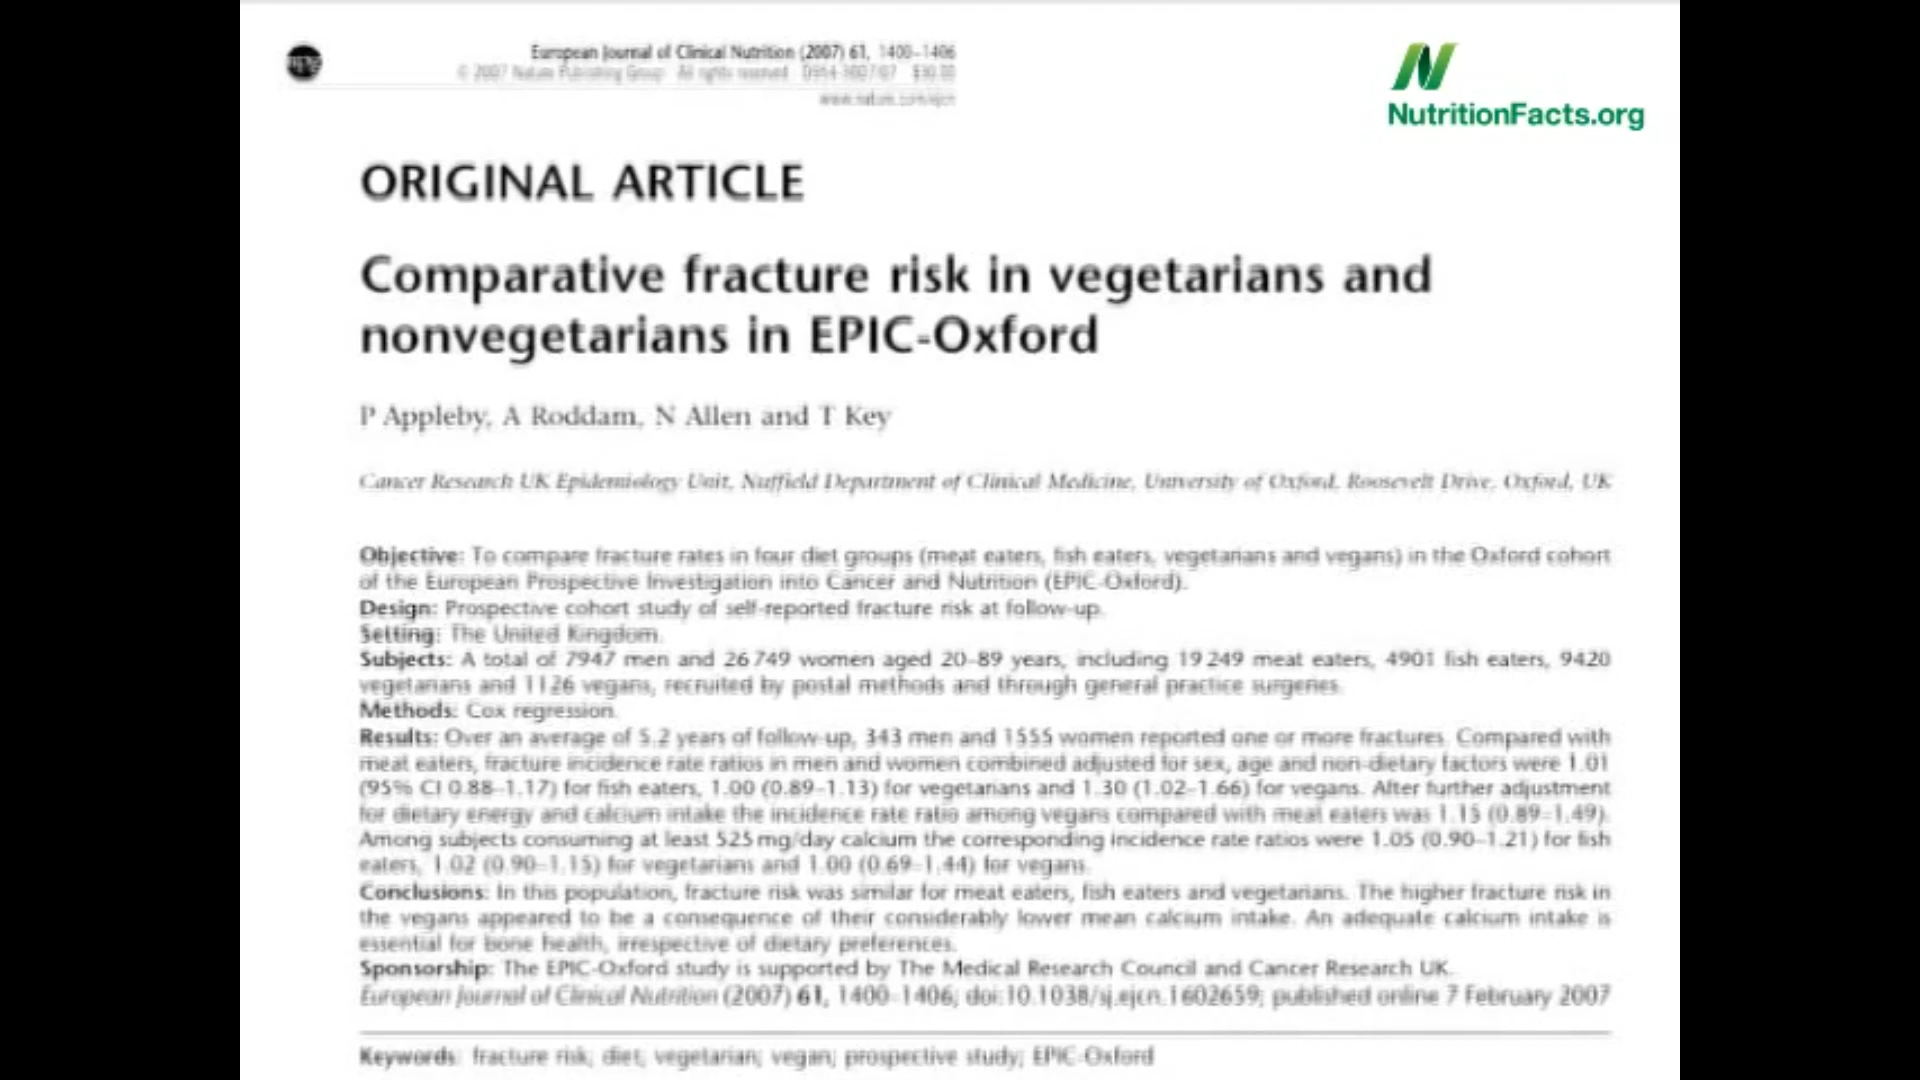 European Journal of Clinical Nutrition (2007) 61, 1400–1406
© 2007 Nature Publishing Group All rights reserved 0954-3007/07 $30.00
www.nature.com/ejcn
NutritionFacts.org
ORIGINAL ARTICLE
Comparative fracture risk in vegetarians and
nonvegetarians in EPIC-Oxford
P Appleby, A Roddam, N Allen and T Key
Cancer Research UK Epidemiology Unit, Nuffield Department of Clinical Medicine, University of Oxford, Roosevelt Drive, Oxford, UK
Objective: To compare fracture rates in four diet groups (meat eaters, fish eaters, vegetarians and vegans) in the Oxford cohort
of the European Prospective Investigation into Cancer and Nutrition (EPIC-Oxford).
Design: Prospective cohort study of self-reported fracture risk at follow-up.
Setting: The United Kingdom.
Subjects: A total of 7947 men and 26 749 women aged 20–89 years, including 19 249 meat eaters, 4901 fish eaters, 9420
vegetarians and 1126 vegans, recruited by postal methods and through general practice surgeries.
Methods: Cox regression.
Results: Over an average of 5.2 years of follow-up, 343 men and 1555 women reported one or more fractures. Compared with
meat eaters, fracture incidence rate ratios in men and women combined adjusted for sex, age and non-dietary factors were 1.01
(95% CI 0.88–1.17) for fish eaters, 1.00 (0.89–1.13) for vegetarians and 1.30 (1.02–1.66) for vegans. After further adjustment
for dietary energy and calcium intake the incidence rate ratio among vegans compared with meat eaters was 1.15 (0.89–1.49).
Among subjects consuming at least 525 mg/day calcium the corresponding incidence rate ratios were 1.05 (0.90–1.21) for fish
eaters, 1.02 (0.90–1.15) for vegetarians and 1.00 (0.69–1.44) for vegans.
Conclusions: In this population, fracture risk was similar for meat eaters, fish eaters and vegetarians. The higher fracture risk in
the vegans appeared to be a consequence of their considerably lower mean calcium intake. An adequate calcium intake is
essential for bone health, irrespective of dietary preferences.
Sponsorship: The EPIC-Oxford study is supported by The Medical Research Council and Cancer Research UK.
European Journal of Clinical Nutrition (2007) 61, 1400–1406; doi:10.1038/sj.ejcn.1602659; published online 7 February 2007
Keywords: fracture risk; diet; vegetarian; vegan; prospective study; EPIC-Oxford